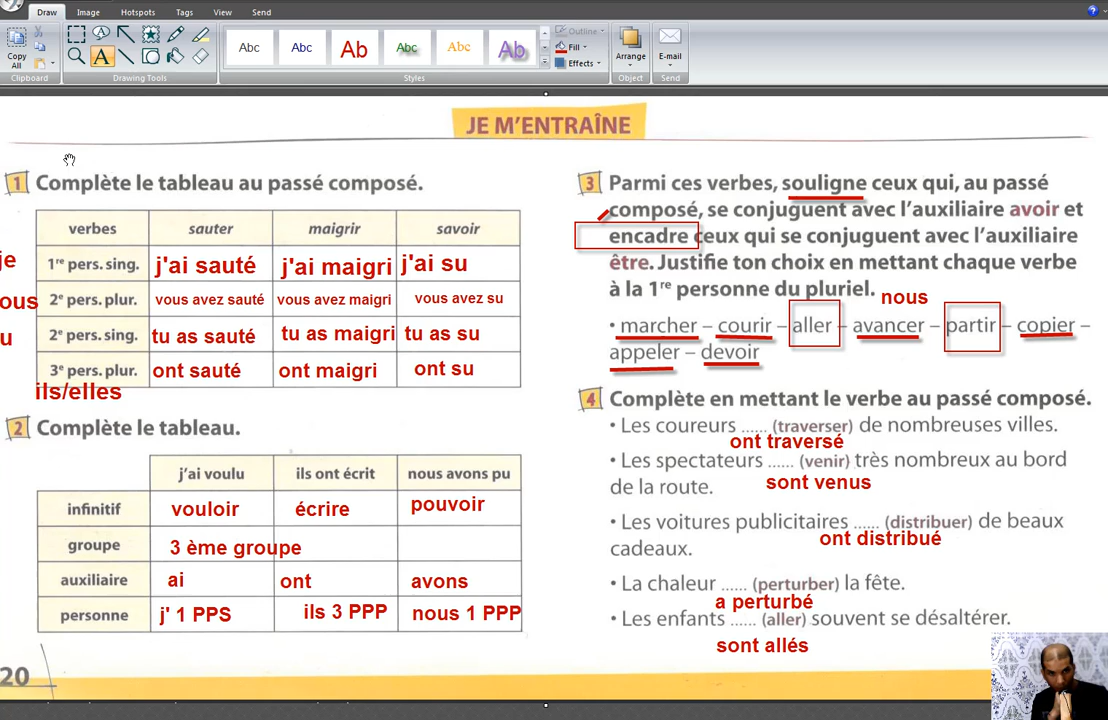 Draw Image Hotspots Tags View Send
Copy All
Clipboard
Drawing Tools
Abc Abc Ab Abc Abc Ab
Styles
Outline
Fill
Effects
Arrange
Object
E-mail
Send
JE M'ENTRAÎNE
1 Complète le tableau au passé composé.
verbes sauter maigrir savoir
je 1re pers. sing. j'ai sauté j'ai maigri j'ai su
ous 2e pers. plur. vous avez sauté vous avez maigri vous avez su
u 2e pers. sing. tu as sauté tu as maigri tu as su
3e pers. plur. ont sauté ont maigri ont su
ils/elles
2 Complète le tableau.
j'ai voulu ils ont écrit nous avons pu
infinitif vouloir écrire pouvoir
groupe 3 ème groupe
auxiliaire ai ont avons
personne j' 1 PPS ils 3 PPP nous 1 PPP
20
3 Parmi ces verbes, souligne ceux qui, au passé
composé, se conjuguent avec l'auxiliaire avoir et
encadre ceux qui se conjuguent avec l'auxiliaire
être. Justifie ton choix en mettant chaque verbe
à la 1re personne du pluriel. nous
• marcher – courir – aller – avancer – partir – copier –
appeler – devoir
4 Complète en mettant le verbe au passé composé.
• Les coureurs ...... (traverser) de nombreuses villes.
ont traversé
• Les spectateurs ...... (venir) très nombreux au bord
de la route. sont venus
• Les voitures publicitaires ...... (distribuer) de beaux
ont distribué
cadeaux.
• La chaleur ...... (perturber) la fête.
a perturbé
• Les enfants ...... (aller) souvent se désaltérer.
sont allés